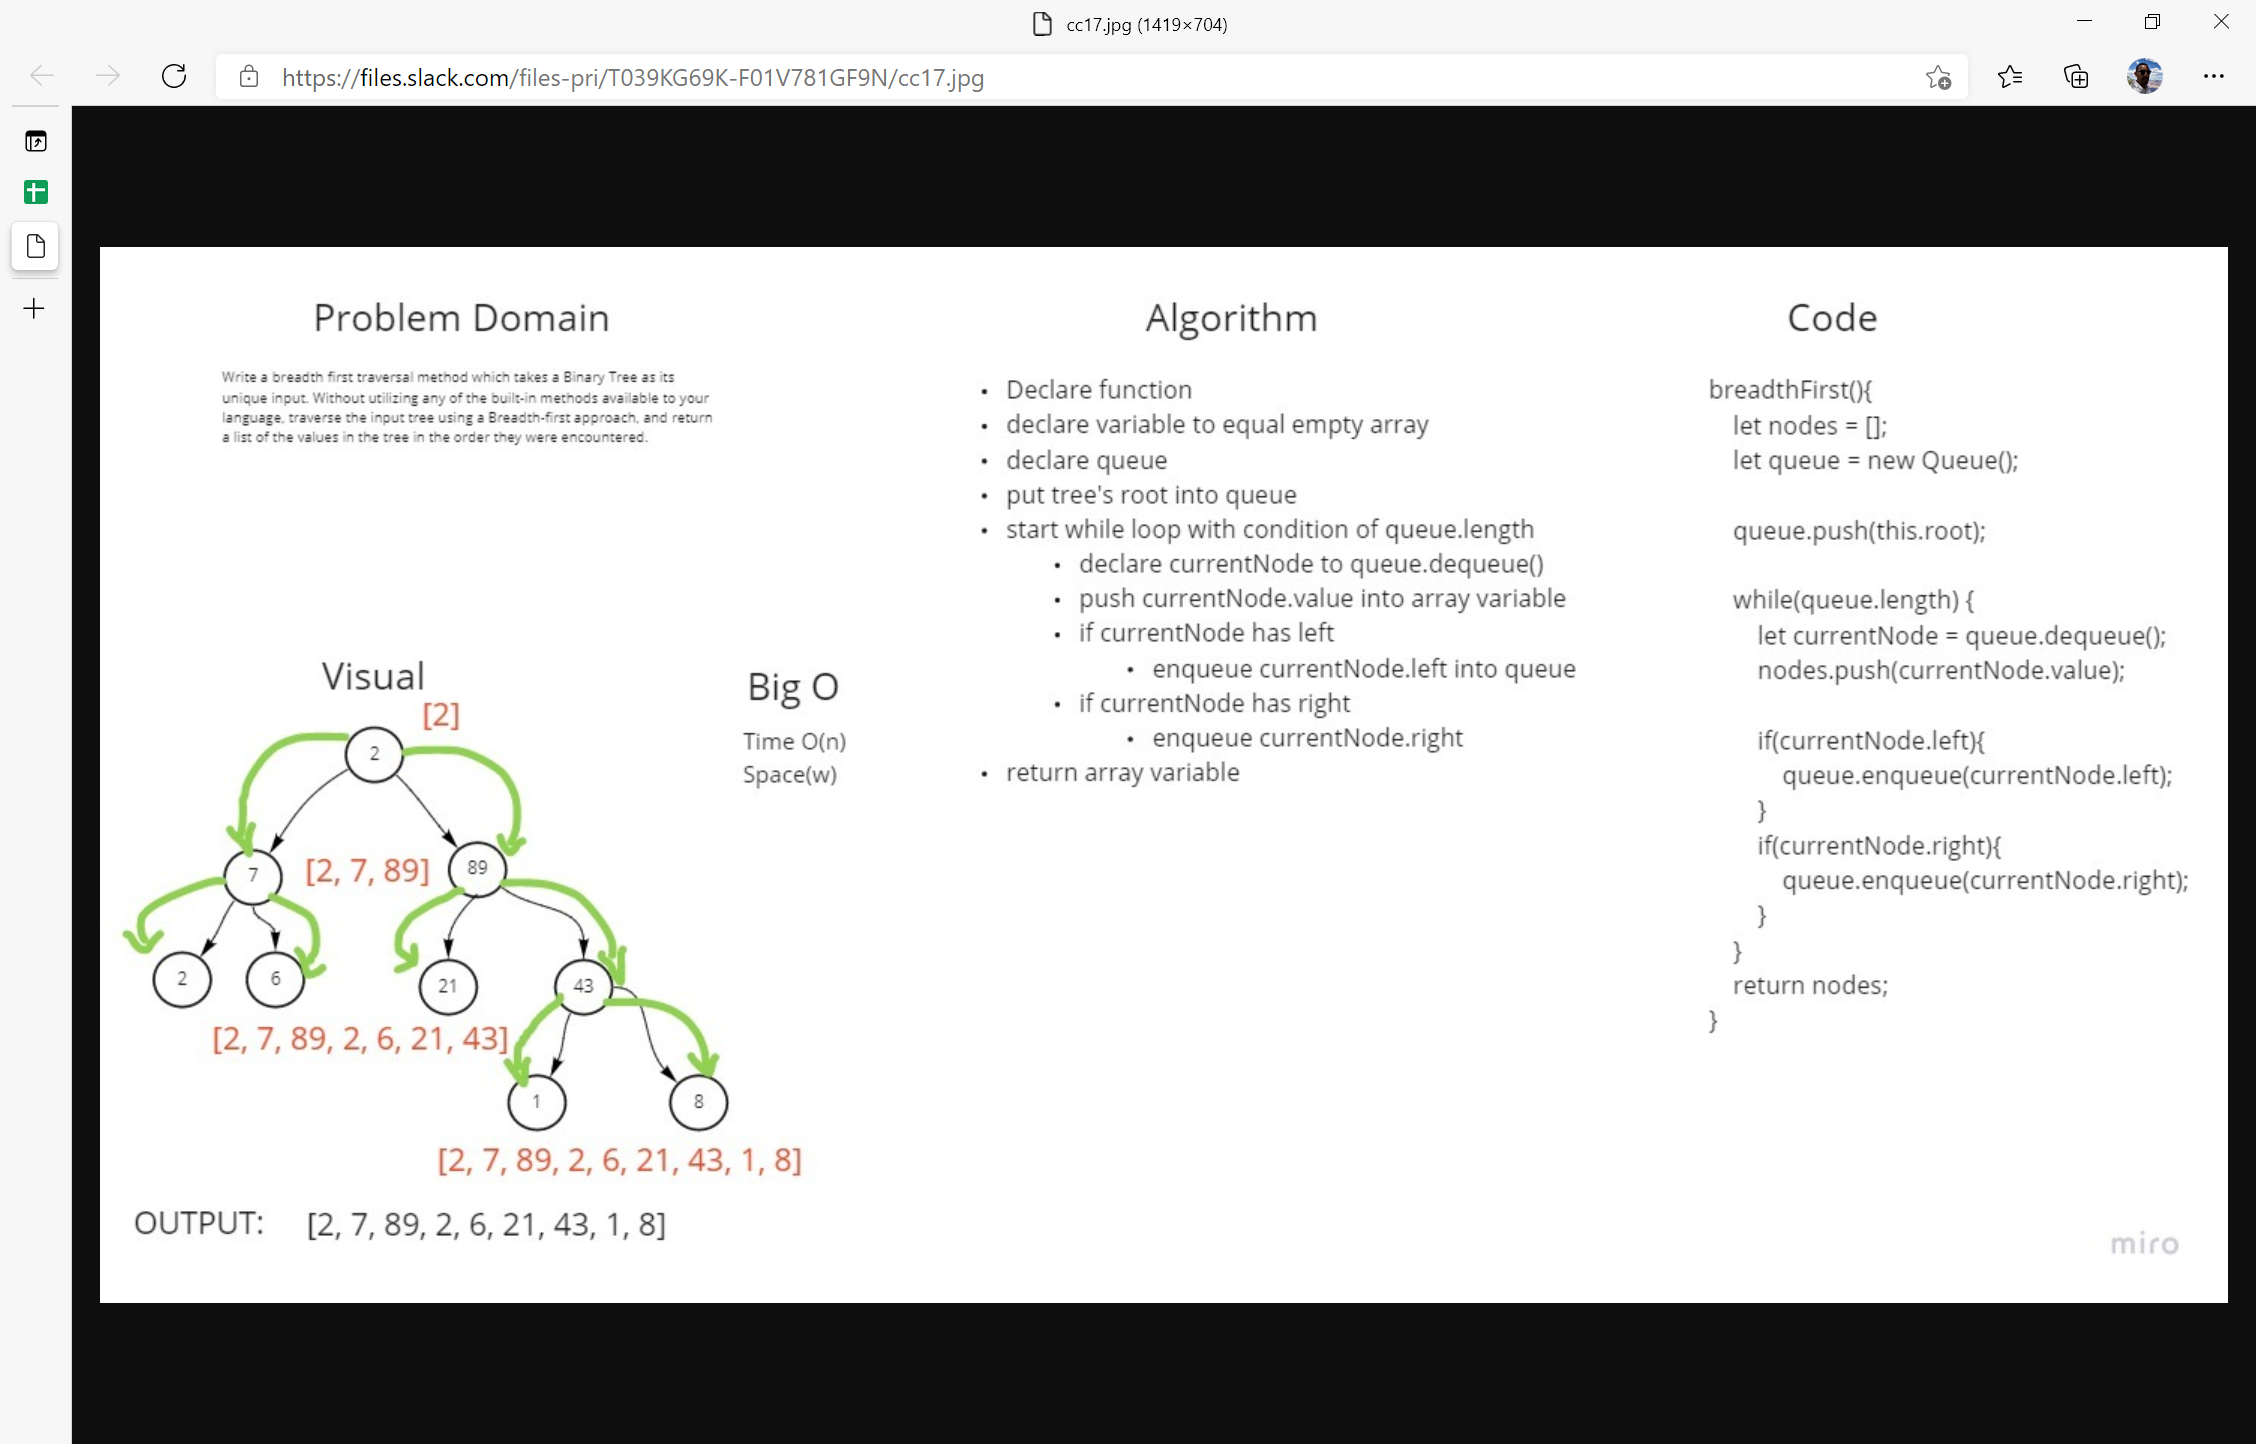 cc17.jpg (1419×704)
https://files.slack.com/files-pri/T039KG69K-F01V781GF9N/cc17.jpg
Problem Domain
Write a breadth first traversal method which takes a Binary Tree as its
unique input. Without utilizing any of the built-in methods available to your
language, traverse the input tree using a Breadth-first approach, and return
a list of the values in the tree in the order they were encountered.
Visual
[2]
2
7
[2, 7, 89]
89
2
6
21
43
[2, 7, 89, 2, 6, 21, 43]
1
8
[2, 7, 89, 2, 6, 21, 43, 1, 8]
OUTPUT: [2, 7, 89, 2, 6, 21, 43, 1, 8]
Big O
Time O(n)
Space(w)
Algorithm
• Declare function
• declare variable to equal empty array
• declare queue
• put tree's root into queue
• start while loop with condition of queue.length
• declare currentNode to queue.dequeue()
• push currentNode.value into array variable
• if currentNode has left
• enqueue currentNode.left into queue
• if currentNode has right
• enqueue currentNode.right
• return array variable
Code
breadthFirst(){
let nodes = [];
let queue = new Queue();
queue.push(this.root);
while(queue.length) {
let currentNode = queue.dequeue();
nodes.push(currentNode.value);
if(currentNode.left){
queue.enqueue(currentNode.left);
}
if(currentNode.right){
queue.enqueue(currentNode.right);
}
}
return nodes;
}
miro